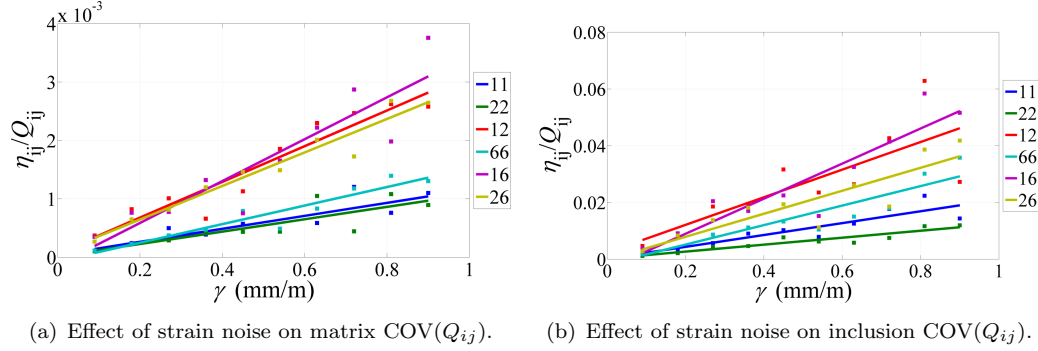 x 10⁻³
4
3
2
1
0
η_ij/Q_ij
0 0.2 0.4 0.6 0.8 1
γ (mm/m)
11
22
12
66
16
26
0.08
0.06
0.04
0.02
0
η_ij/Q_ij
0 0.2 0.4 0.6 0.8 1
γ (mm/m)
11
22
12
66
16
26
(a) Effect of strain noise on matrix COV(Q_ij).
(b) Effect of strain noise on inclusion COV(Q_ij).